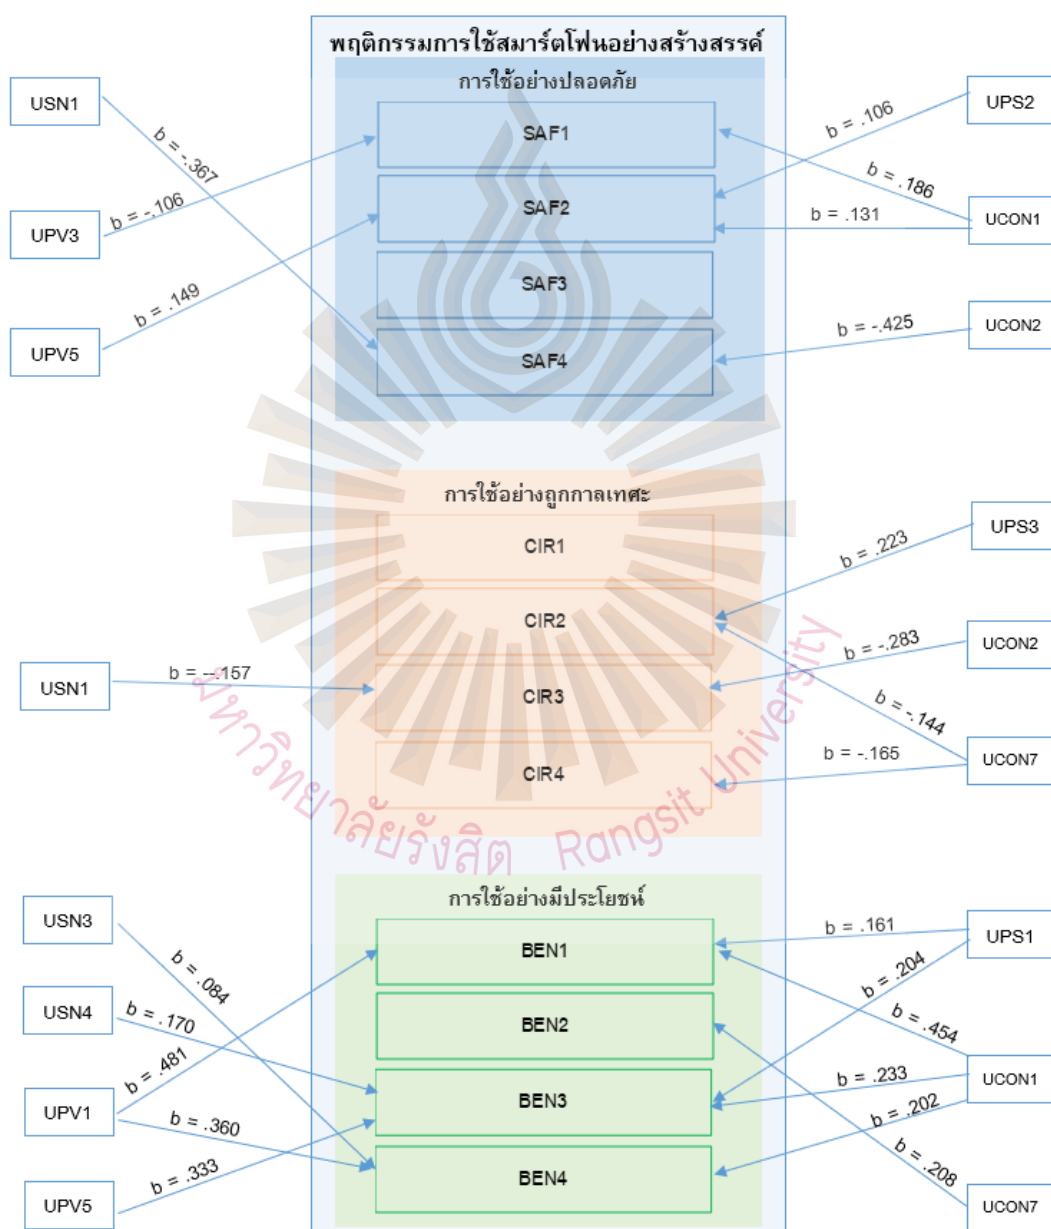 พฤติกรรมการใช้สมาร์ตโฟนอย่างสร้างสรรค์
การใช้อย่างปลอดภัย
USN1
UPS2
SAF1
b = -.367
b = .106
b = -.106
b = .186
UPV3
SAF2
b = .131
UCON1
SAF3
b = .149
UPV5
SAF4
b = -.425
UCON2
การใช้อย่างถูกกาลเทศะ
CIR1
UPS3
b = .223
CIR2
b = -.283
UCON2
USN1
b = -.157
CIR3
b = -.144
CIR4
b = -.165
UCON7
มหาวิทยาลัยรังสิต Rangsit University
การใช้อย่างมีประโยชน์
USN3
BEN1
b = .161
UPS1
b = .084
b = .204
USN4
b = .170
BEN2
b = .454
b = .481
b = .233
UCON1
UPV1
b = .360
BEN3
b = .202
b = .333
BEN4
b = .208
UPV5
UCON7